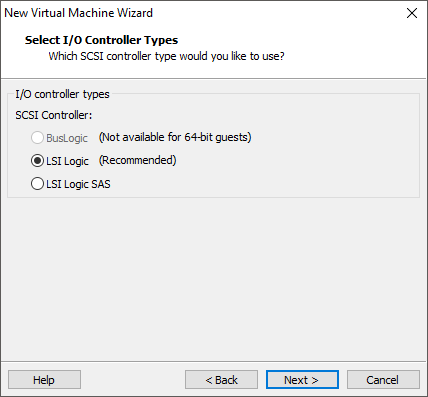 New Virtual Machine Wizard
Select I/O Controller Types
Which SCSI controller type would you like to use?
I/O controller types
SCSI Controller:
BusLogic (Not available for 64-bit guests)
LSI Logic (Recommended)
LSI Logic SAS
Help < Back Next > Cancel